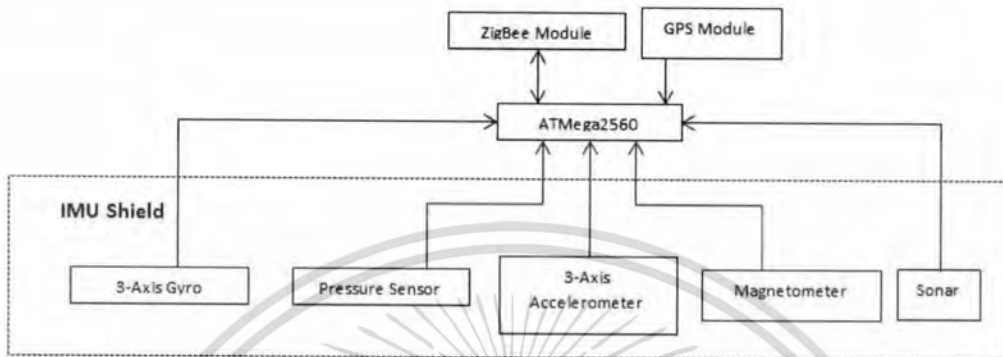 ZigBee Module
GPS Module
ATMega2560
IMU Shield
3-Axis Gyro
Pressure Sensor
3-Axis
Accelerometer
Magnetometer
Sonar